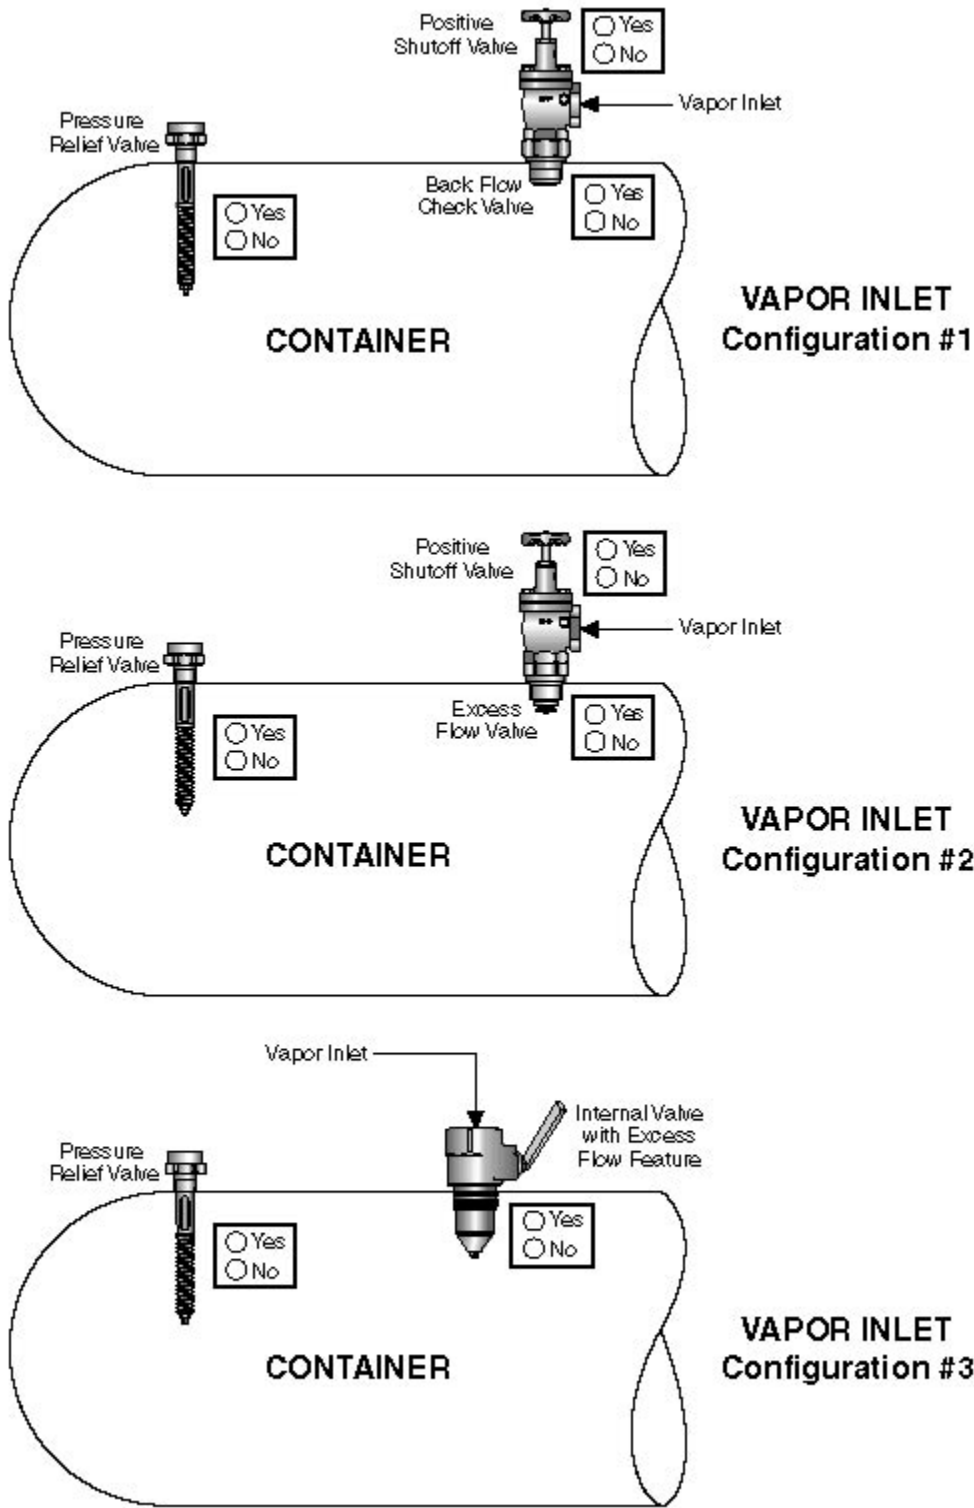 Positive
Shutoff Valve
Yes
No
Vapor Inlet
Pressure
Relief Valve
Back Flow
Check Valve
Yes
No
Yes
No
VAPOR INLET
Configuration #1
CONTAINER
Positive
Shutoff Valve
Yes
No
Vapor Inlet
Pressure
Relief Valve
Excess
Flow Valve
Yes
No
Yes
No
VAPOR INLET
Configuration #2
CONTAINER
Vapor Inlet
Internal Valve
with Excess
Flow Feature
Pressure
Relief Valve
Yes
No
Yes
No
VAPOR INLET
Configuration #3
CONTAINER